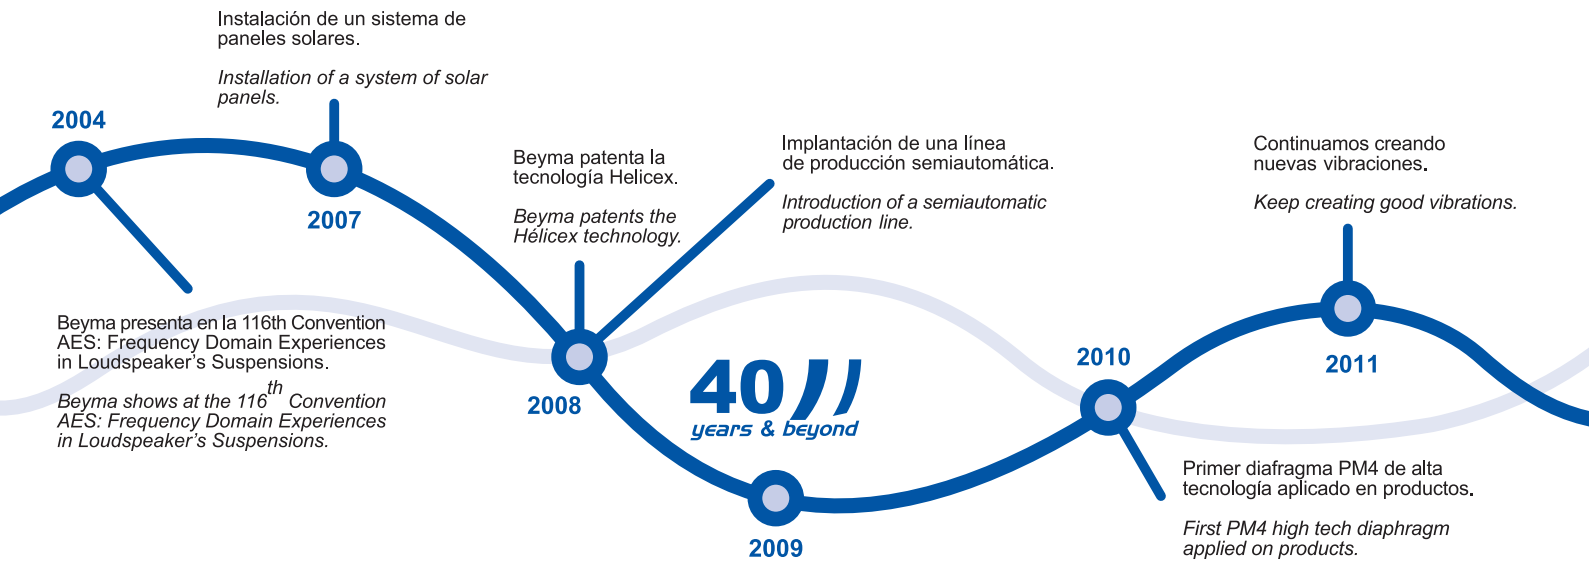 Instalación de un sistema de
paneles solares.
Installation of a system of solar
panels.
2004
2007
Beyma presenta en la 116th Convention
AES: Frequency Domain Experiences
in Loudspeaker's Suspensions.
Beyma shows at the 116th Convention
AES: Frequency Domain Experiences
in Loudspeaker's Suspensions.
Beyma patenta la
tecnología Helicex.
Beyma patents the
Hélicex technology.
2008
Implantación de una línea
de producción semiautomática.
Introduction of a semiautomatic
production line.
40
years & beyond
2009
2010
Primer diafragma PM4 de alta
tecnología aplicado en productos.
First PM4 high tech diaphragm
applied on products.
Continuamos creando
nuevas vibraciones.
Keep creating good vibrations.
2011